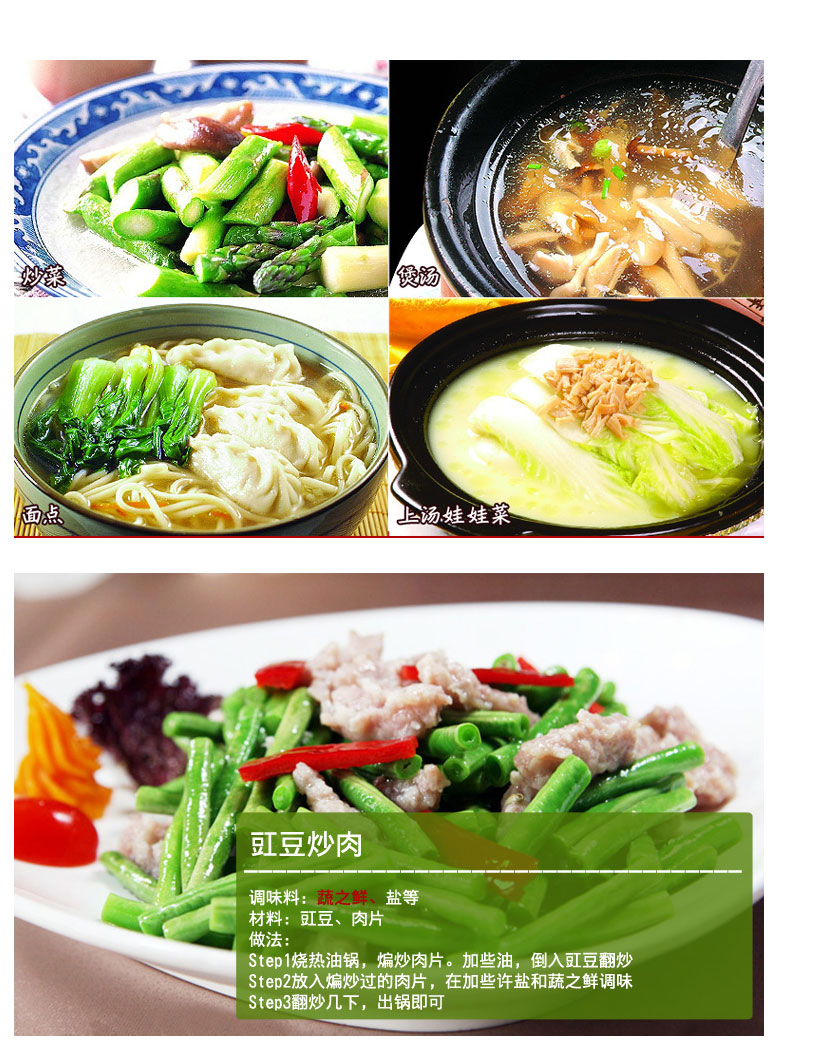 炒菜
煲汤
面点
上汤娃娃菜
豇豆炒肉
调味料：蔬之鲜、盐等
材料：豇豆、肉片
做法：
Step1烧热油锅，煸炒肉片。加些油，倒入豇豆翻炒
Step2放入煸炒过的肉片，在加些许盐和蔬之鲜调味
Step3翻炒几下，出锅即可